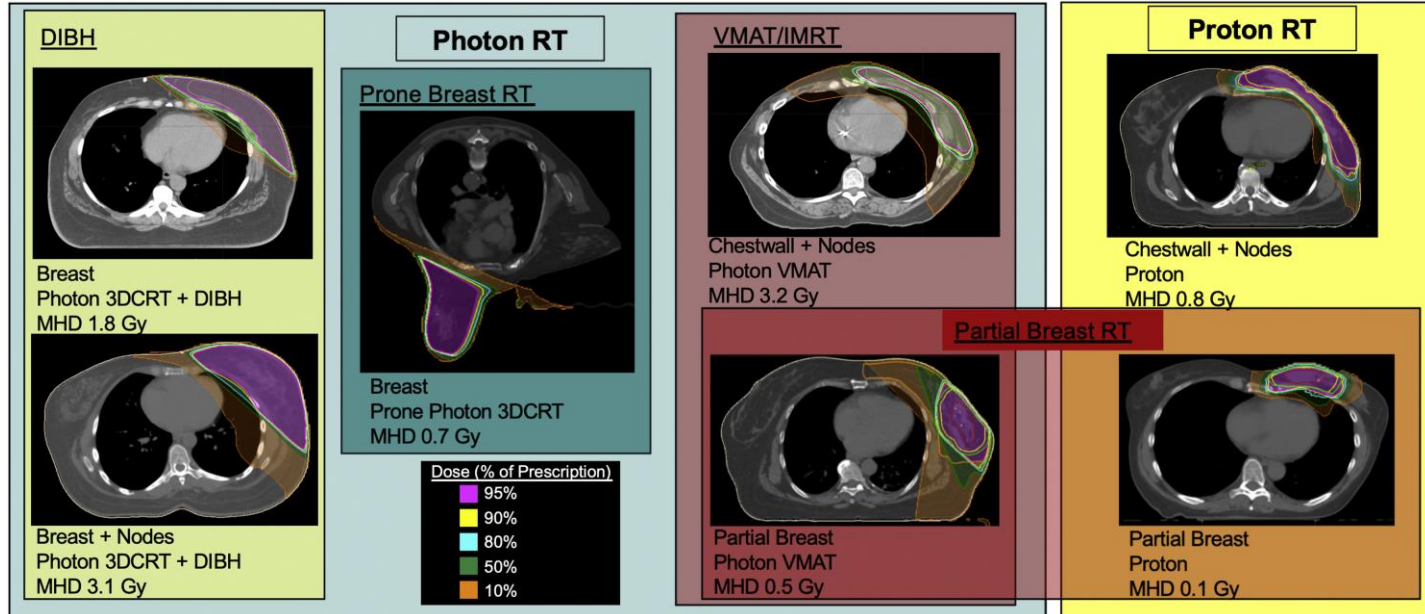 DIBH
Photon RT
VMAT/IMRT
Proton RT
Prone Breast RT
Breast
Photon 3DCRT + DIBH
MHD 1.8 Gy
Breast + Nodes
Photon 3DCRT + DIBH
MHD 3.1 Gy
Breast
Prone Photon 3DCRT
MHD 0.7 Gy
Dose (% of Prescription)
95%
90%
80%
50%
10%
Chestwall + Nodes
Photon VMAT
MHD 3.2 Gy
Chestwall + Nodes
Proton
MHD 0.8 Gy
Partial Breast RT
Partial Breast
Photon VMAT
MHD 0.5 Gy
Partial Breast
Proton
MHD 0.1 Gy